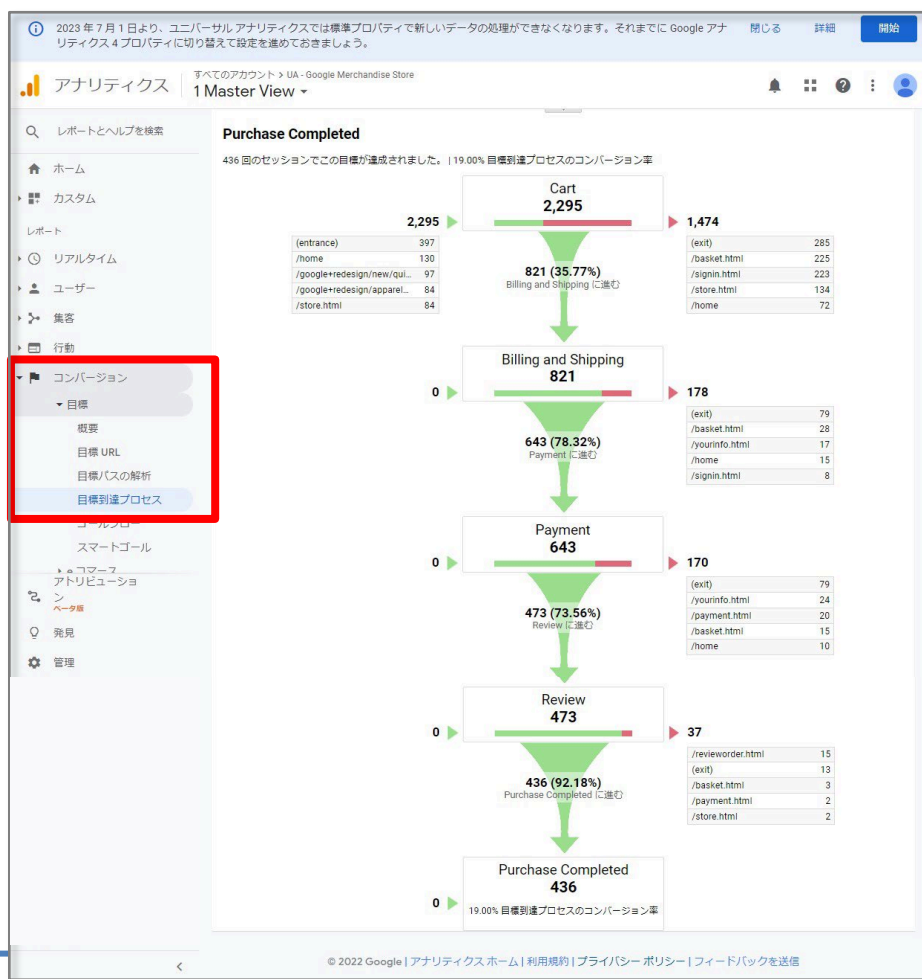 2023 年 7 月 1 日より、ユニバーサル アナリティクスでは標準プロパティで新しいデータの処理ができなくなります。それまでに Google アナ
リティクス 4 プロパティに切り替えて設定を進めておきましょう。
閉じる 詳細 開始
アナリティクス
すべてのアカウント > UA - Google Merchandise Store
1 Master View
レポートとヘルプを検索
ホーム
カスタム
レポート
リアルタイム
ユーザー
集客
行動
コンバージョン
目標
概要
目標 URL
目標パスの解析
目標到達プロセス
ゴールフロー
スマートゴール
e コマース
アトリビューショ
ン
ベータ版
発見
管理
Purchase Completed
436 回のセッションでこの目標が達成されました。 | 19.00% 目標到達プロセスのコンバージョン率
Cart
2,295
2,295
(entrance) 397
/home 130
/google+redesign/new/qui... 97
/google+redesign/apparel... 84
/store.html 84
1,474
(exit) 285
/basket.html 225
/signin.html 223
/store.html 134
/home 72
821 (35.77%)
Billing and Shipping に進む
Billing and Shipping
821
0
178
(exit) 79
/basket.html 28
/yourinfo.html 17
/home 15
/signin.html 8
643 (78.32%)
Payment に進む
Payment
643
0
170
(exit) 79
/yourinfo.html 24
/payment.html 20
/basket.html 15
/home 10
473 (73.56%)
Review に進む
Review
473
0
37
/revieworder.html 15
(exit) 13
/basket.html 3
/payment.html 2
/store.html 2
436 (92.18%)
Purchase Completed に進む
Purchase Completed
436
0
19.00% 目標到達プロセスのコンバージョン率
© 2022 Google | アナリティクス ホーム | 利用規約 | プライバシー ポリシー | フィードバックを送信